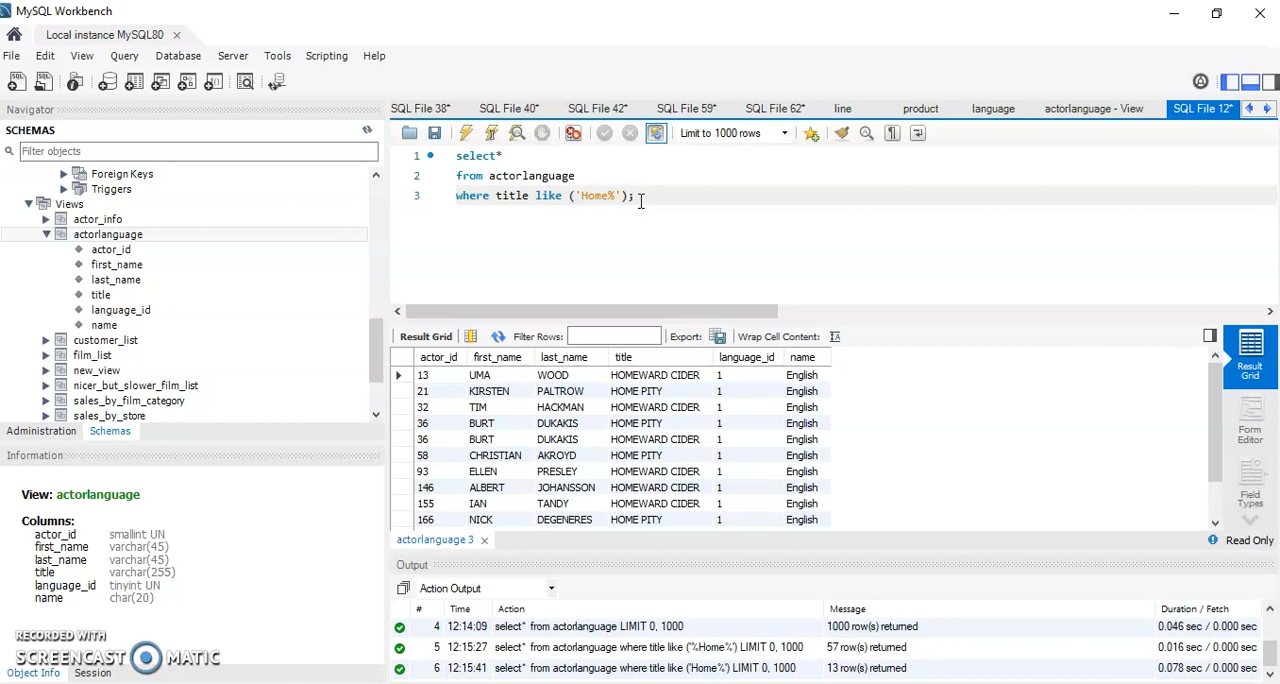 MySQL Workbench
Local instance MySQL80
File Edit View Query Database Server Tools Scripting Help
Navigator
SCHEMAS
Filter objects
Foreign Keys
Triggers
Views
actor_info
actorlanguage
actor_id
first_name
last_name
title
language_id
name
customer_list
film_list
new_view
nicer_but_slower_film_list
sales_by_film_category
sales_by_store
Administration Schemas
Information
View: actorlanguage
Columns:
actor_id smallint UN
first_name varchar(45)
last_name varchar(45)
title varchar(255)
language_id tinyint UN
name char(20)
RECORDED WITH
SCREENCAST MATIC
Object Info Session
SQL File 38* SQL File 40* SQL File 42* SQL File 59* SQL File 62* line product language actorlanguage - View SQL File 12*
Limit to 1000 rows
1 select*
2 from actorlanguage
3 where title like ('Home%');
Result Grid Filter Rows: Export: Wrap Cell Content:
actor_id first_name last_name title language_id name
13 UMA WOOD HOMEWARD CIDER 1 English
21 KIRSTEN PALTROW HOME PITY 1 English
32 TIM HACKMAN HOMEWARD CIDER 1 English
36 BURT DUKAKIS HOME PITY 1 English
36 BURT DUKAKIS HOMEWARD CIDER 1 English
58 CHRISTIAN AKROYD HOME PITY 1 English
93 ELLEN PRESLEY HOMEWARD CIDER 1 English
146 ALBERT JOHANSSON HOMEWARD CIDER 1 English
155 IAN TANDY HOMEWARD CIDER 1 English
166 NICK DEGENERES HOME PITY 1 English
Result
Grid
Form
Editor
Field
Types
actorlanguage 3
Read Only
Output
Action Output
# Time Action Message Duration / Fetch
4 12:14:09 select* from actorlanguage LIMIT 0, 1000 1000 row(s) returned 0.046 sec / 0.000 sec
5 12:15:27 select* from actorlanguage where title like ('%Home%') LIMIT 0, 1000 57 row(s) returned 0.016 sec / 0.000 sec
6 12:15:41 select* from actorlanguage where title like ('Home%') LIMIT 0, 1000 13 row(s) returned 0.078 sec / 0.000 sec